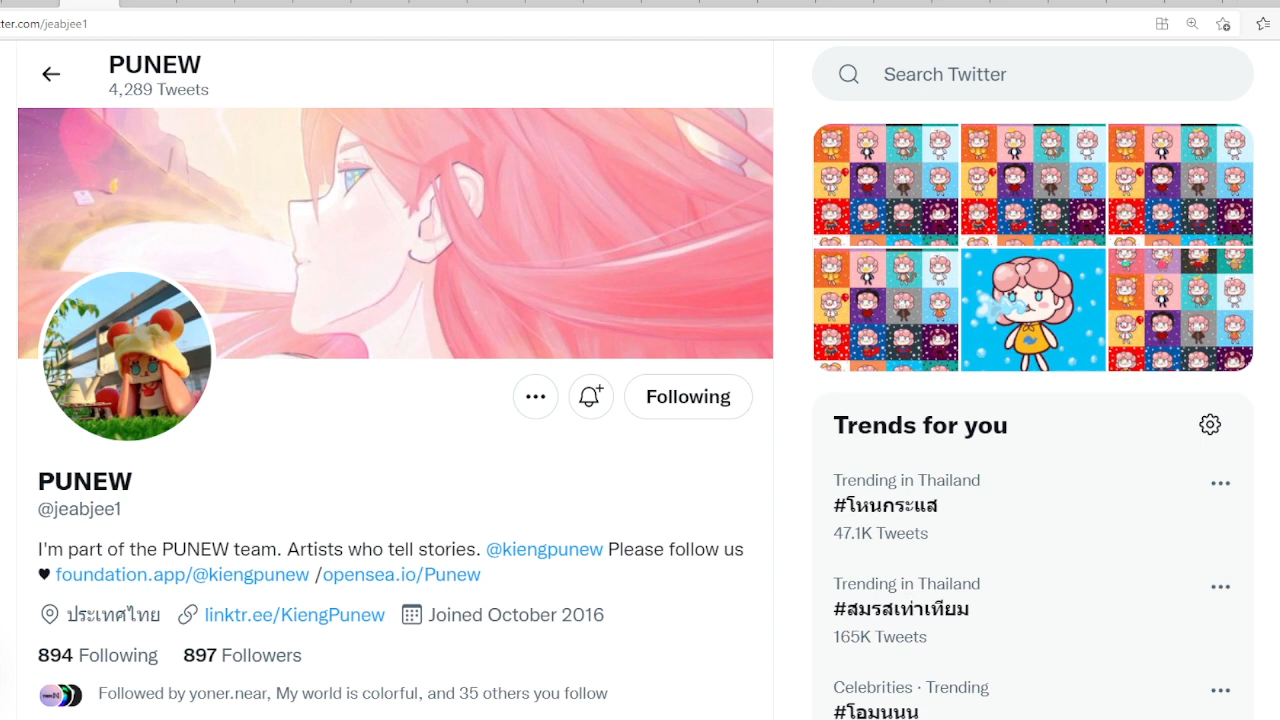 ter.com/jeabjee1
PUNEW
4,289 Tweets
Search Twitter
Following
PUNEW
@jeabjee1
I'm part of the PUNEW team. Artists who tell stories. @kiengpunew Please follow us
♥ foundation.app/@kiengpunew /opensea.io/Punew
ประเทศไทย linktr.ee/KiengPunew Joined October 2016
894 Following 897 Followers
Followed by yoner.near, My world is colorful, and 35 others you follow
Trends for you
Trending in Thailand
#โหนกระแส
47.1K Tweets
Trending in Thailand
#สมรสเท่าเทียม
165K Tweets
Celebrities · Trending
#โอมนนน